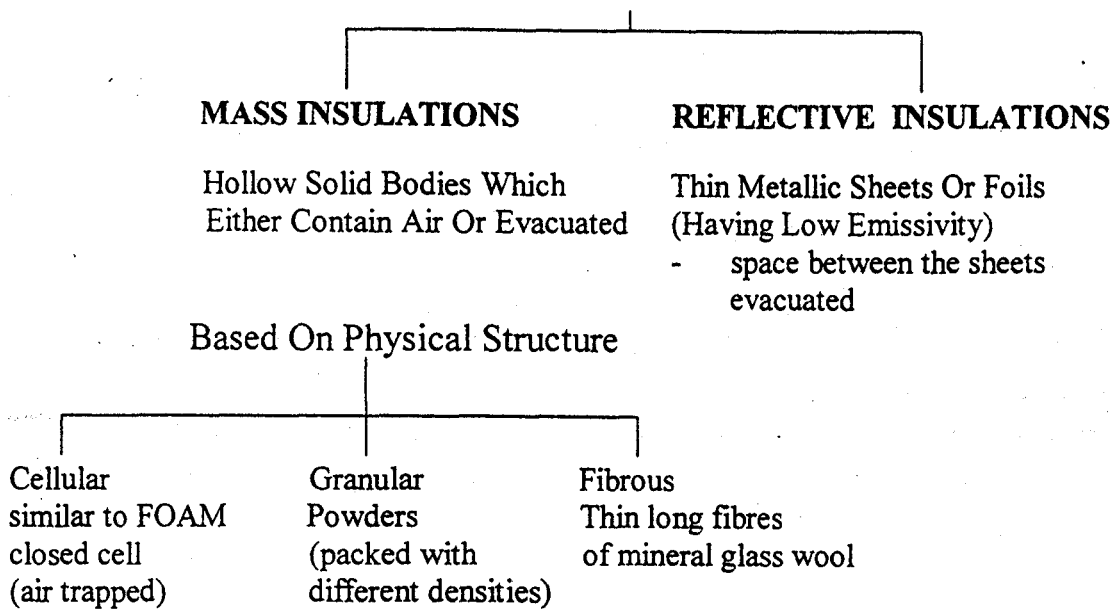 MASS INSULATIONS
Hollow Solid Bodies Which
Either Contain Air Or Evacuated
REFLECTIVE INSULATIONS
Thin Metallic Sheets Or Foils
(Having Low Emissivity)
- space between the sheets
evacuated
Based On Physical Structure
Cellular
similar to FOAM
closed cell
(air trapped)
Granular
Powders
(packed with
different densities)
Fibrous
Thin long fibres
of mineral glass wool